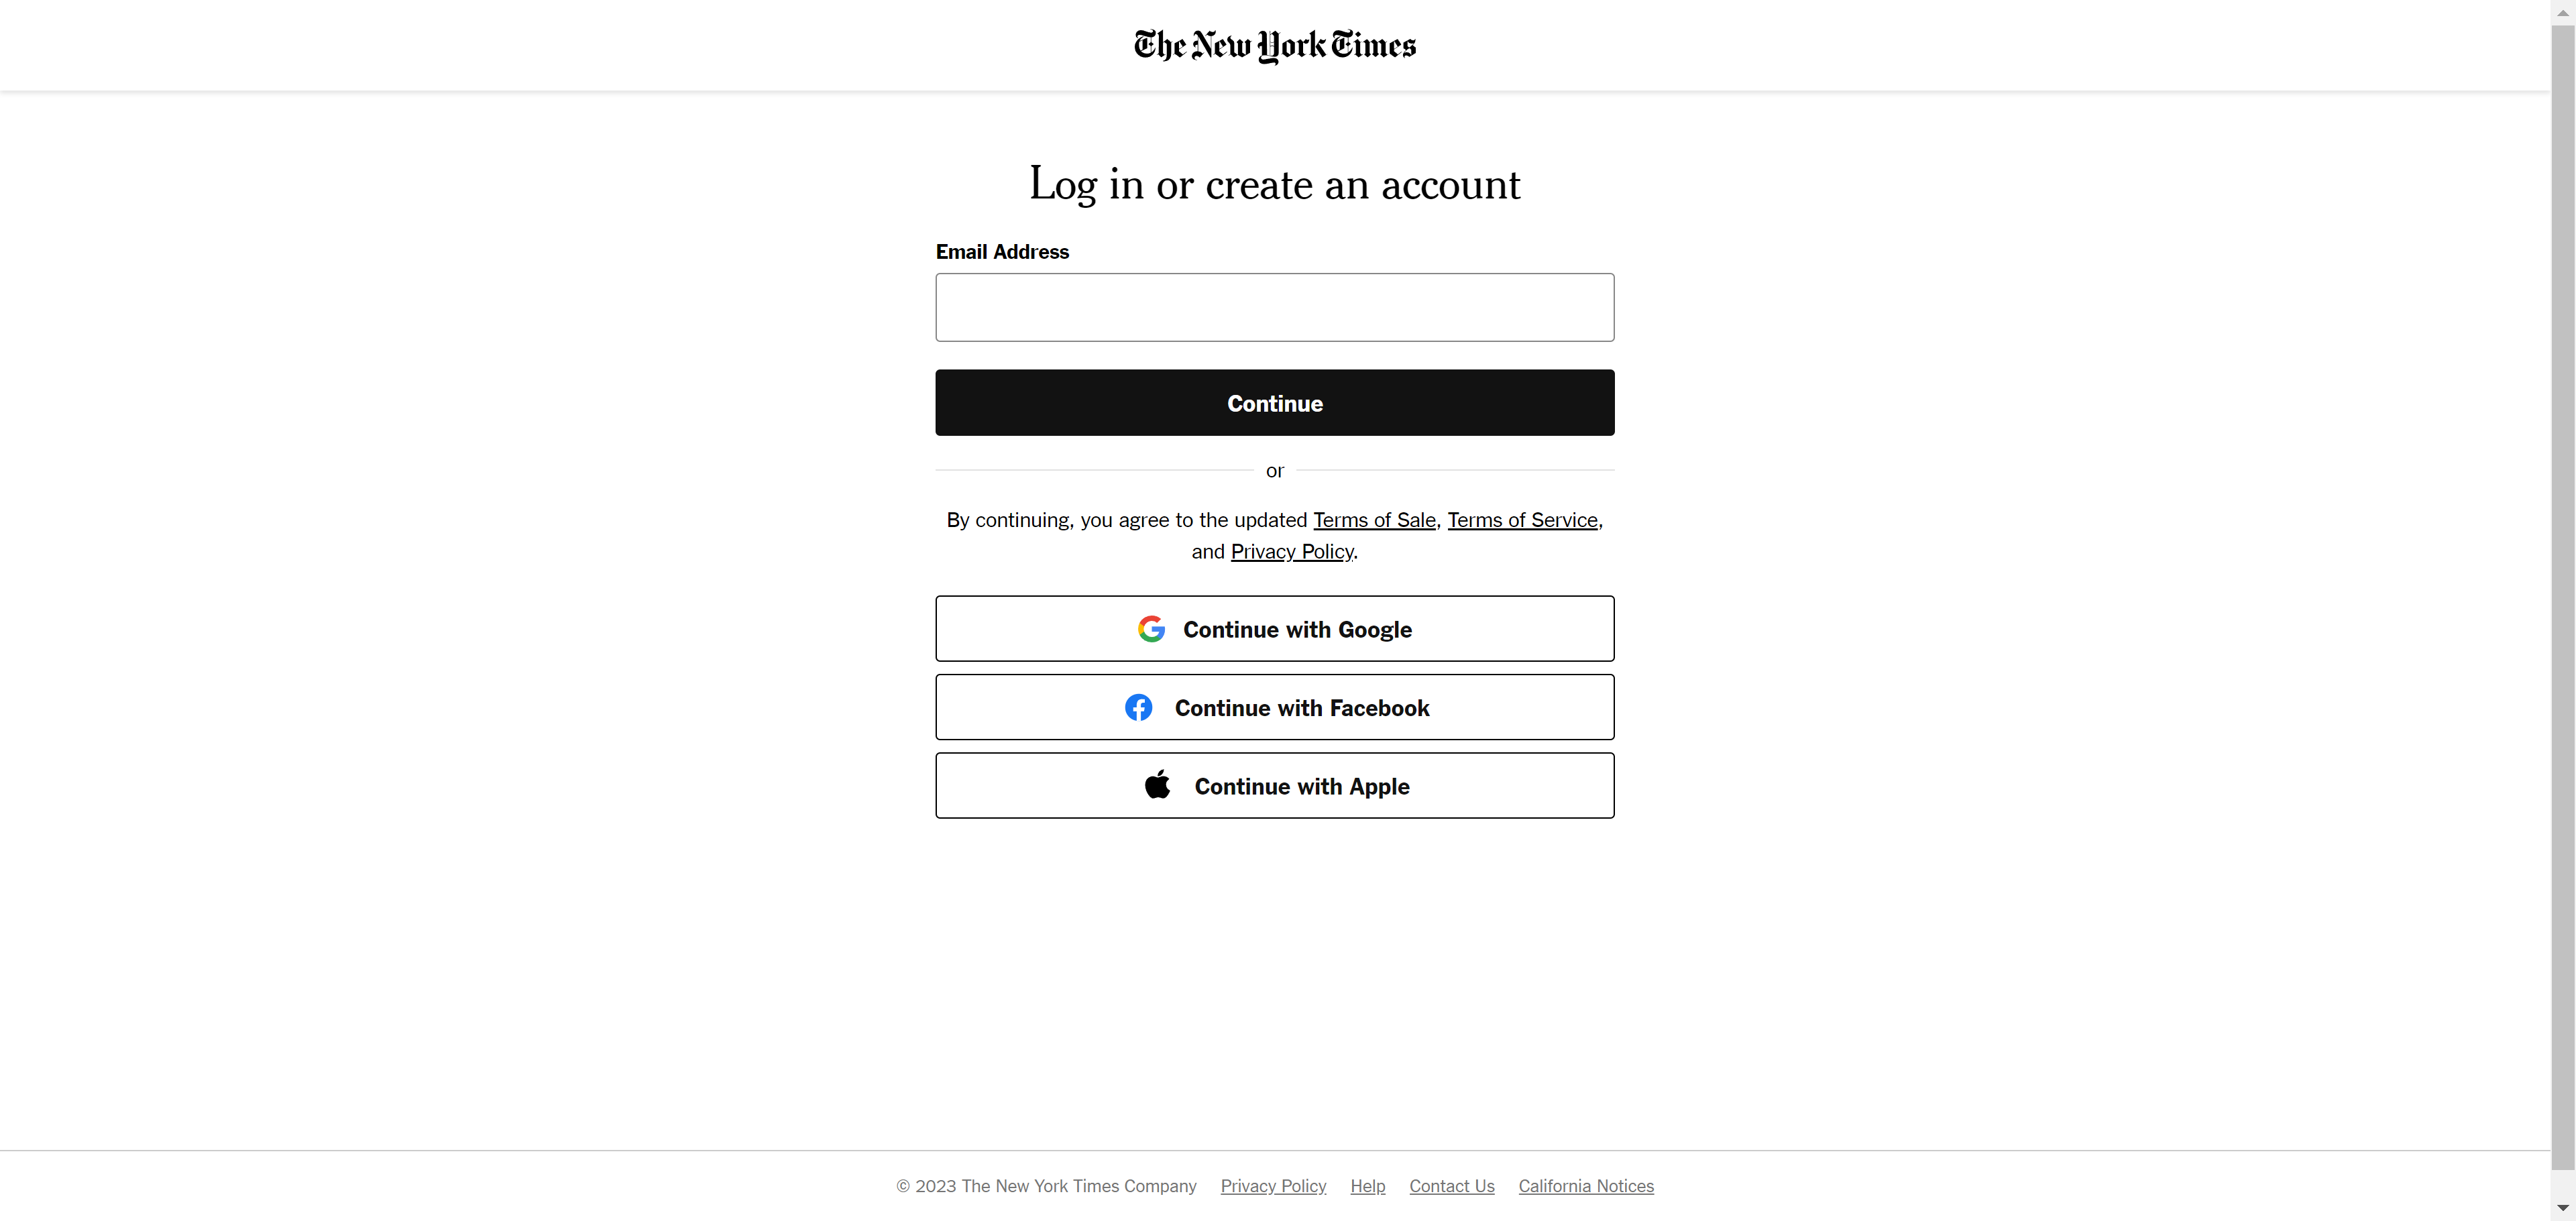 The New York Times
Log in or create an account
Email Address
Continue
or
By continuing, you agree to the updated Terms of Sale, Terms of Service,
and Privacy Policy.
Continue with Google
Continue with Facebook
Continue with Apple
© 2023 The New York Times Company Privacy Policy Help Contact Us California Notices